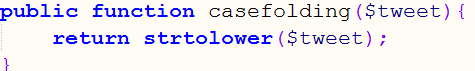 public function casefolding($tweet){
    return strtolower($tweet);
}